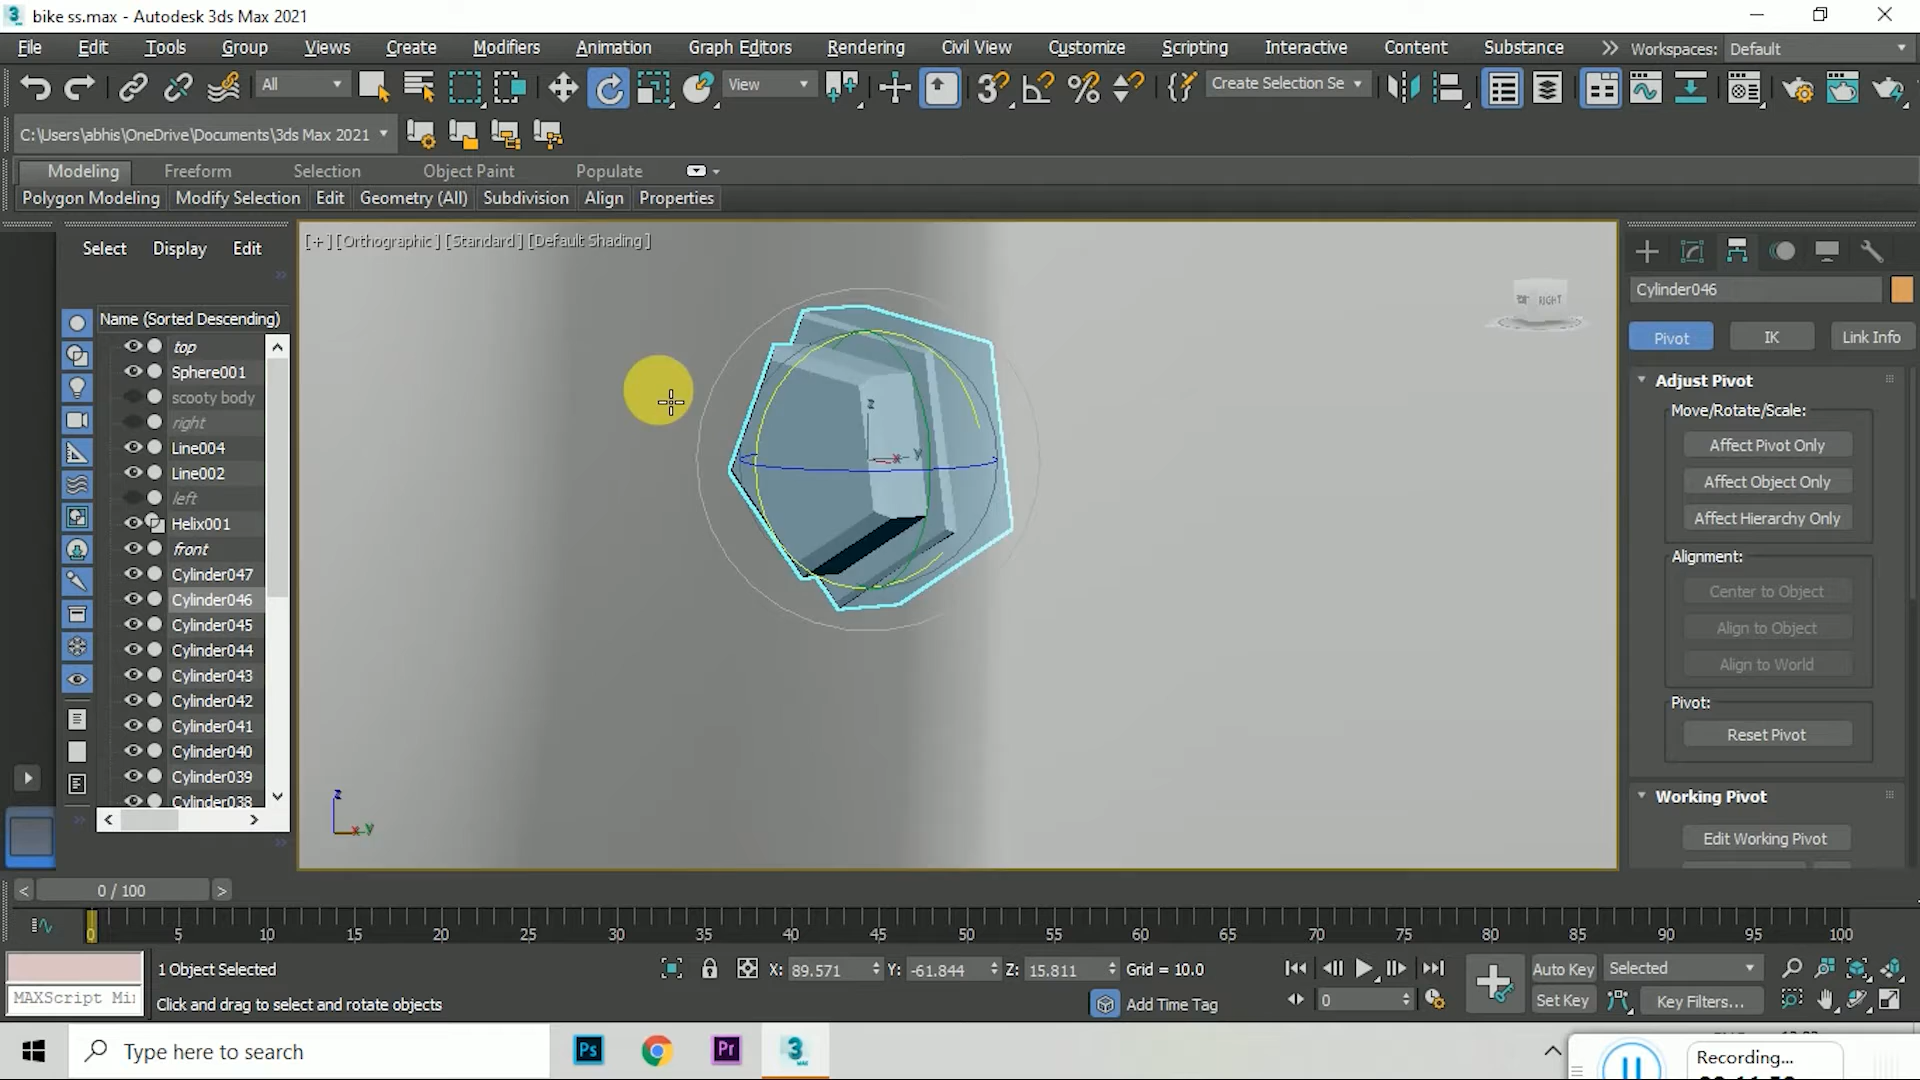 bike ss.max - Autodesk 3ds Max 2021
File Edit Tools Group Views Create Modifiers Animation Graph Editors Rendering Civil View Customize Scripting Interactive Content Substance Workspaces: Default
All View Create Selection Se
C:\Users\abhis\OneDrive\Documents\3ds Max 2021
Modeling Freeform Selection Object Paint Populate
Polygon Modeling Modify Selection Edit Geometry (All) Subdivision Align Properties
Select Display Edit
[+] [Orthographic] [Standard] [Default Shading]
RIGHT
Cylinder046
Name (Sorted Descending)
Pivot IK Link Info
top
Sphere001
scooty body
right
Line004
Line002
left
Helix001
front
Cylinder047
Cylinder046
Cylinder045
Cylinder044
Cylinder043
Cylinder042
Cylinder041
Cylinder040
Cylinder039
Cylinder038
z
x y
z
x y
Adjust Pivot
Move/Rotate/Scale:
Affect Pivot Only
Affect Object Only
Affect Hierarchy Only
Alignment:
Center to Object
Align to Object
Align to World
Pivot:
Reset Pivot
Working Pivot
Edit Working Pivot
< 0 / 100 >
0 5 10 15 20 25 30 35 40 45 50 55 60 65 70 75 80 85 90 95 100
1 Object Selected X: 89.571 Y: -61.844 Z: 15.811 Grid = 10.0 Auto Key Selected
MAXScript Mi
Click and drag to select and rotate objects Add Time Tag 0 Set Key Key Filters...
Type here to search Ps Pr 3
Recording...